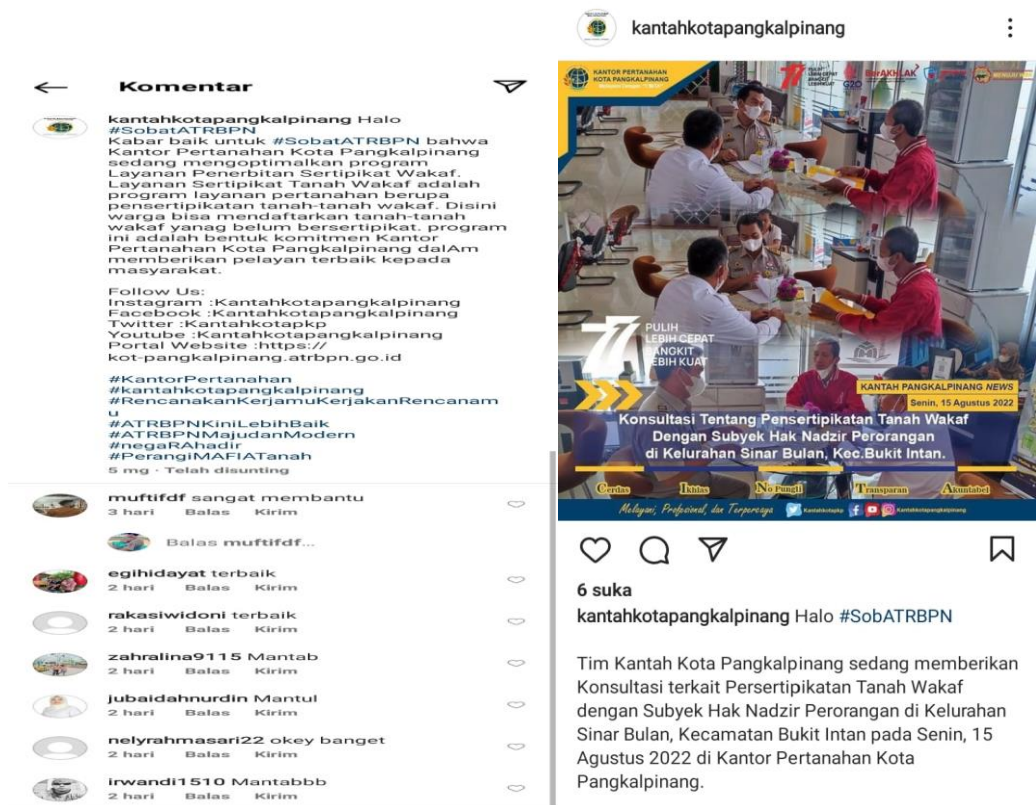 Komentar
kantahkotapangkalpinang Halo
#SobatATRBPN
Kabar baik untuk #SobatATRBPN bahwa
Kantor Pertanahan Kota Pangkalpinang
sedang mengoptimalkan program
Layanan Penerbitan Sertipikat Wakaf.
Layanan Sertipikat Tanah Wakaf adalah
program layanan pertanahan berupa
pensertipikatan tanah-tanah wakaf. Disini
warga bisa mendaftarkan tanah-tanah
wakaf yanag belum bersertipikat. program
ini adalah bentuk komitmen Kantor
Pertanahan Kota Pangkalpinang dalAm
memberikan pelayan terbaik kepada
masyarakat.
Follow Us:
Instagram :Kantahkotapangkalpinang
Facebook :Kantahkotapangkalpinang
Twitter :Kantahkotapkp
Youtube :Kantahkotapangkalpinang
Portal Website :https://
kot-pangkalpinang.atrbpn.go.id
#KantorPertanahan
#kantahkotapangkalpinang
#RencanakanKerjamuKerjakanRencanam
u
#ATRBPNKiniLebihBaik
#ATRBPNMajudanModern
#negaRAhadir
#PerangiMAFIATanah
5 mg · Telah disunting
muftifdf sangat membantu
3 hari Balas Kirim
Balas muftifdf...
egihidayat terbaik
2 hari Balas Kirim
rakasiwidoni terbaik
2 hari Balas Kirim
zahralina9115 Mantab
2 hari Balas Kirim
jubaidahnurdin Mantul
2 hari Balas Kirim
nelyrahmasari22 okey banget
2 hari Balas Kirim
irwandi1510 Mantabbb
2 hari Balas Kirim
kantahkotapangkalpinang
KANTOR PERTANAHAN
KOTA PANGKALPINANG
77 PULIH
LEBIH CEPAT
BANGKIT
LEBIH KUAT
G20
BerAKHLAK
77 PULIH
LEBIH CEPAT
BANGKIT
LEBIH KUAT
KANTAH PANGKALPINANG NEWS
Senin, 15 Agustus 2022
Konsultasi Tentang Pensertipikatan Tanah Wakaf
Dengan Subyek Hak Nadzir Perorangan
di Kelurahan Sinar Bulan, Kec.Bukit Intan.
Cerdas Ikhlas No Pungli Transparan Akuntabel
Melayani, Profesional, dan Terpercaya Kantahkotapkp Kantahkotapangkalpinang
6 suka
kantahkotapangkalpinang Halo #SobATRBPN
Tim Kantah Kota Pangkalpinang sedang memberikan
Konsultasi terkait Persertipikatan Tanah Wakaf
dengan Subyek Hak Nadzir Perorangan di Kelurahan
Sinar Bulan, Kecamatan Bukit Intan pada Senin, 15
Agustus 2022 di Kantor Pertanahan Kota
Pangkalpinang.